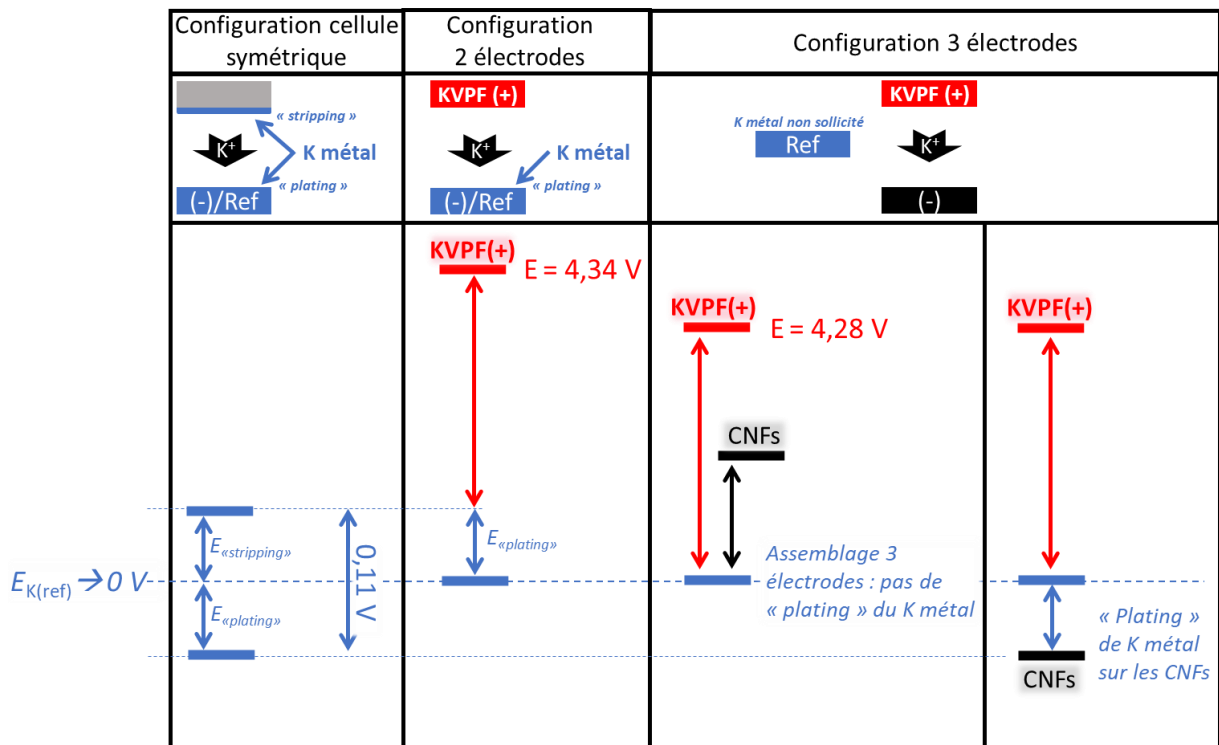 Configuration cellule
symétrique
Configuration
2 électrodes
Configuration 3 électrodes
« stripping »
K⁺
K métal
« plating »
(-)/Ref
KVPF (+)
K⁺
K métal
« plating »
(-)/Ref
KVPF (+)
K métal non sollicité
Ref
K⁺
(-)
KVPF(+)
E = 4,34 V
KVPF(+)
E = 4,28 V
KVPF(+)
CNFs
E«stripping»
0,11 V
E«plating»
E_K(ref) → 0 V
E«plating»
Assemblage 3
électrodes : pas de
« plating » du K métal
« Plating »
de K métal
sur les CNFs
CNFs